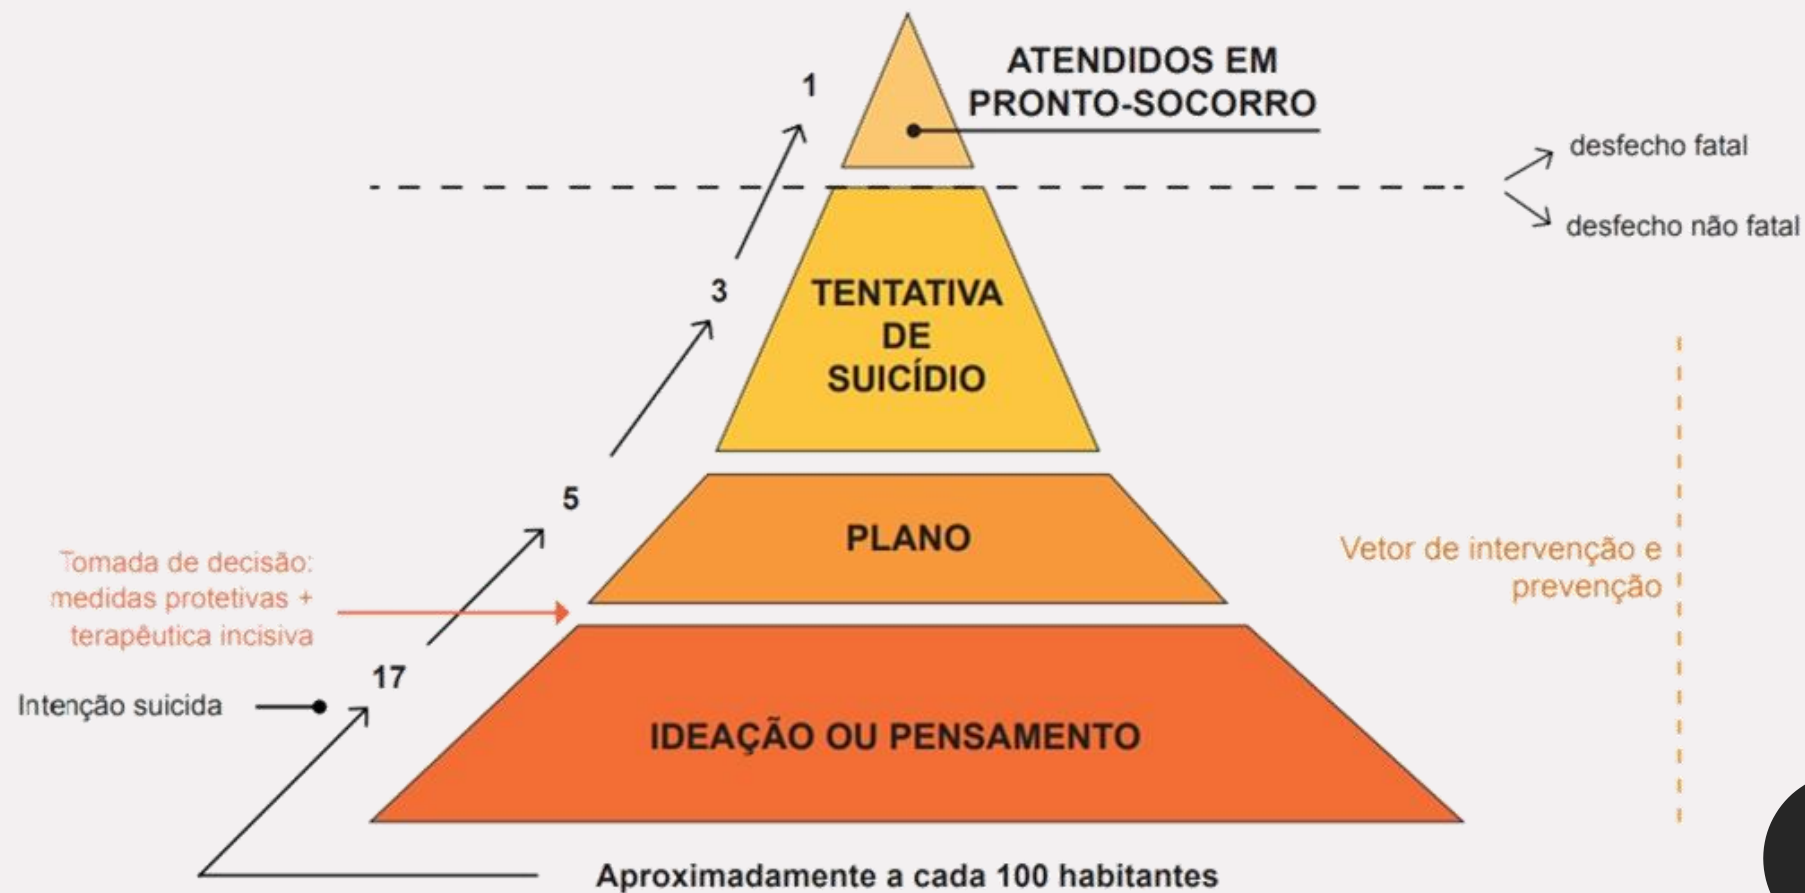 1
ATENDIDOS EM
PRONTO-SOCORRO
desfecho fatal
desfecho não fatal
3
TENTATIVA
DE
SUICÍDIO
5
PLANO
Tomada de decisão:
medidas protetivas +
terapêutica incisiva
Vetor de intervenção e
prevenção
17
Intenção suicida
IDEAÇÃO OU PENSAMENTO
Aproximadamente a cada 100 habitantes